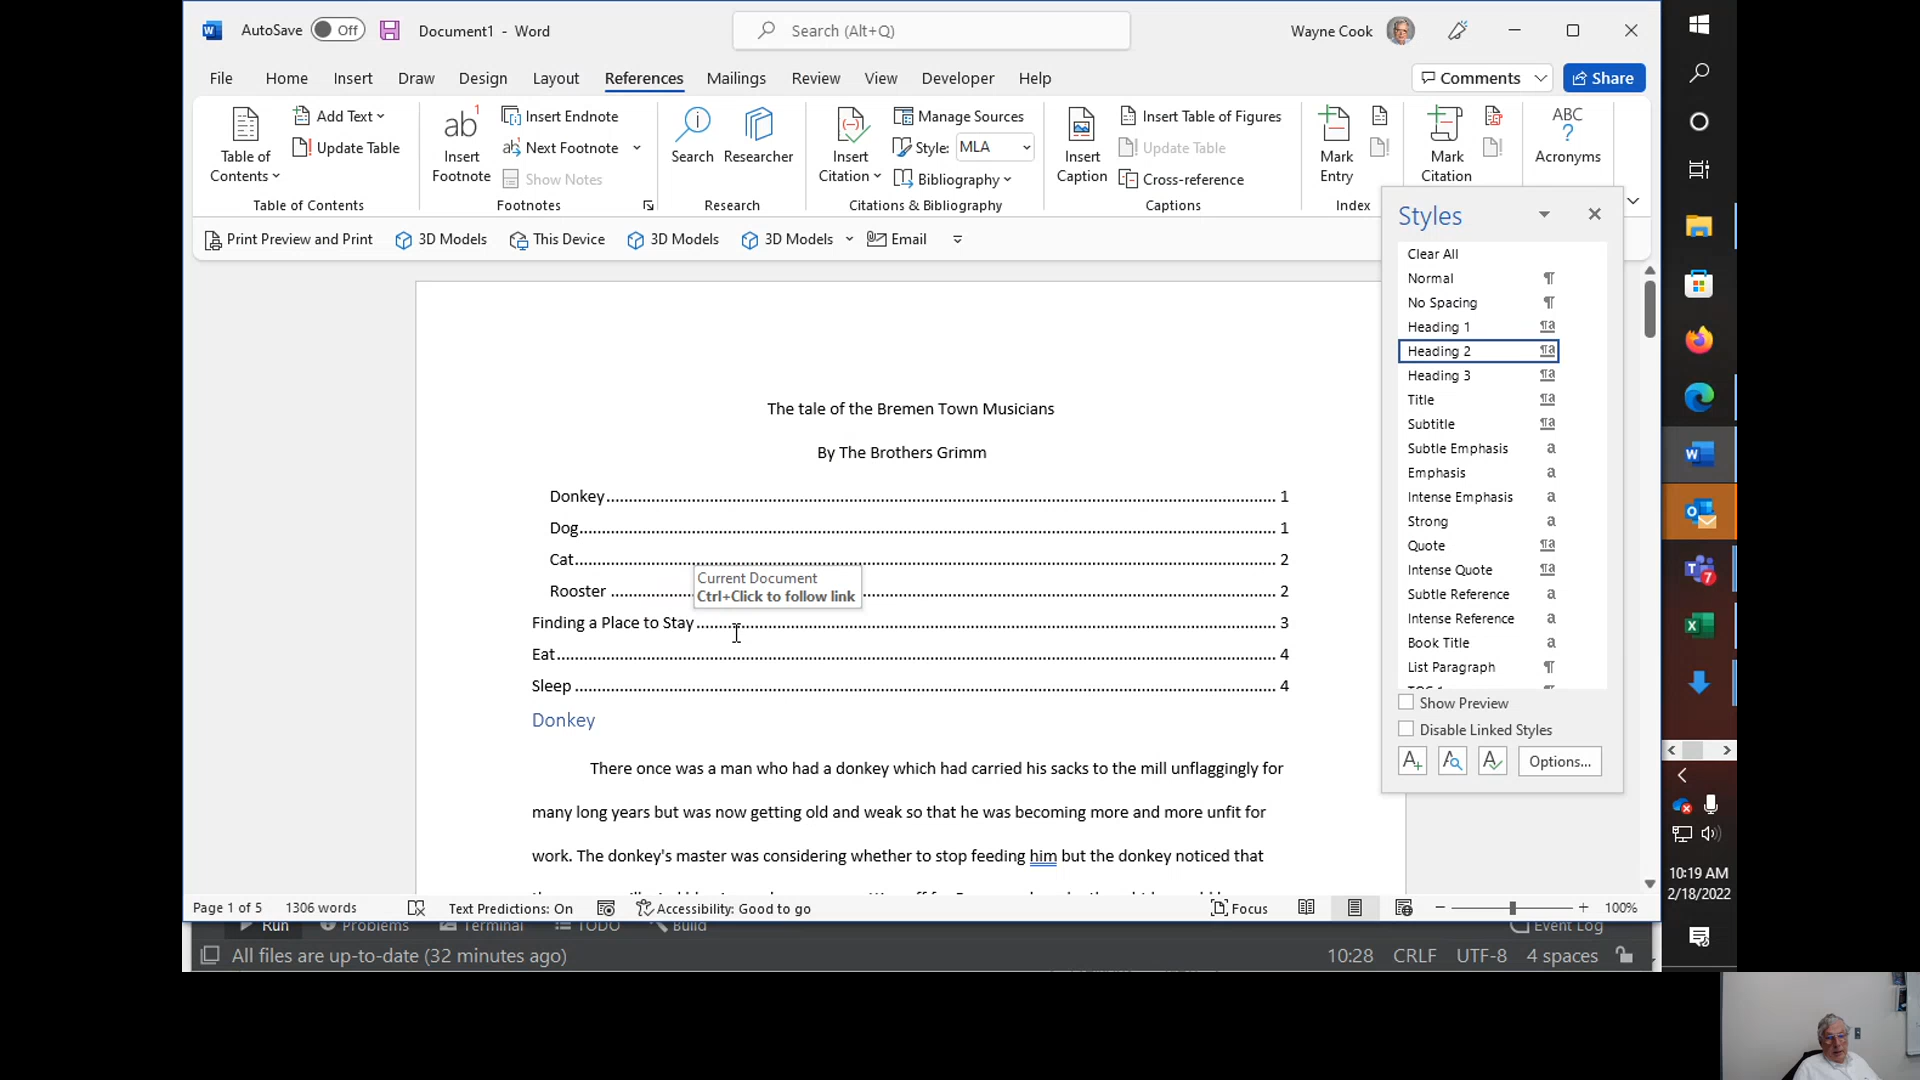 AutoSave Off Document1 - Word Search (Alt+Q) Wayne Cook
File Home Insert Draw Design Layout References Mailings Review View Developer Help Comments Share
Table of Contents
Add Text
Update Table
Table of Contents
ab1
Insert Footnote
Insert Endnote
Next Footnote
Show Notes
Footnotes
Search
Researcher
Research
Insert Citation
Manage Sources
Style: MLA
Bibliography
Citations & Bibliography
Insert Caption
Insert Table of Figures
Update Table
Cross-reference
Captions
Mark Entry
Index
Mark Citation
ABC
?
Acronyms
Print Preview and Print 3D Models This Device 3D Models 3D Models Email
The tale of the Bremen Town Musicians
By The Brothers Grimm
Donkey 1
Dog 1
Cat 2
Current Document
Ctrl+Click to follow link
Rooster 2
Finding a Place to Stay 3
Eat 4
Sleep 4
Donkey
There once was a man who had a donkey which had carried his sacks to the mill unflaggingly for
many long years but was now getting old and weak so that he was becoming more and more unfit for
work. The donkey's master was considering whether to stop feeding him but the donkey noticed that
Styles
Clear All
Normal
No Spacing
Heading 1
Heading 2
Heading 3
Title
Subtitle
Subtle Emphasis
Emphasis
Intense Emphasis
Strong
Quote
Intense Quote
Subtle Reference
Intense Reference
Book Title
List Paragraph
Show Preview
Disable Linked Styles
Options...
Page 1 of 5 1306 words Text Predictions: On Accessibility: Good to go Focus 100%
Run Problems Terminal TODO Build Event Log
All files are up-to-date (32 minutes ago) 10:28 CRLF UTF-8 4 spaces
7
10:19 AM
2/18/2022